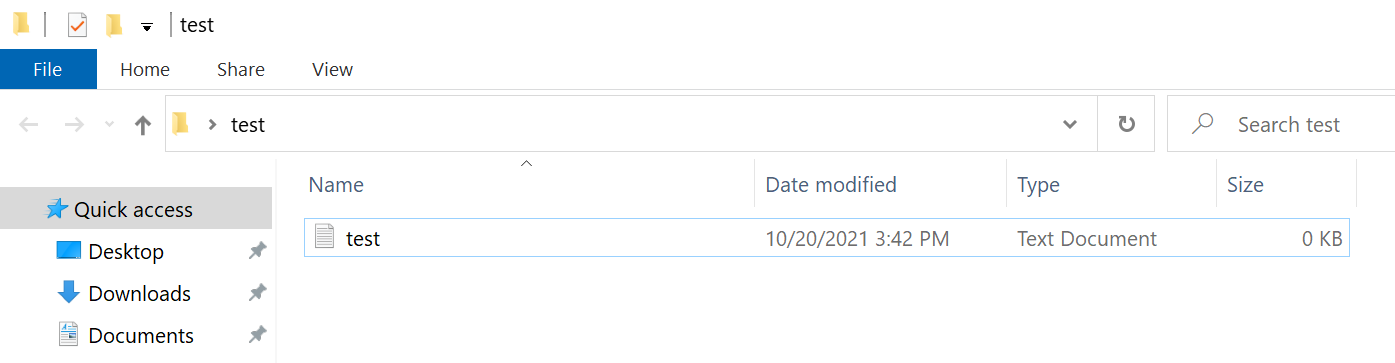 test
File Home Share View
test Search test
Name Date modified Type Size
Quick access
test 10/20/2021 3:42 PM Text Document 0 KB
Desktop
Downloads
Documents